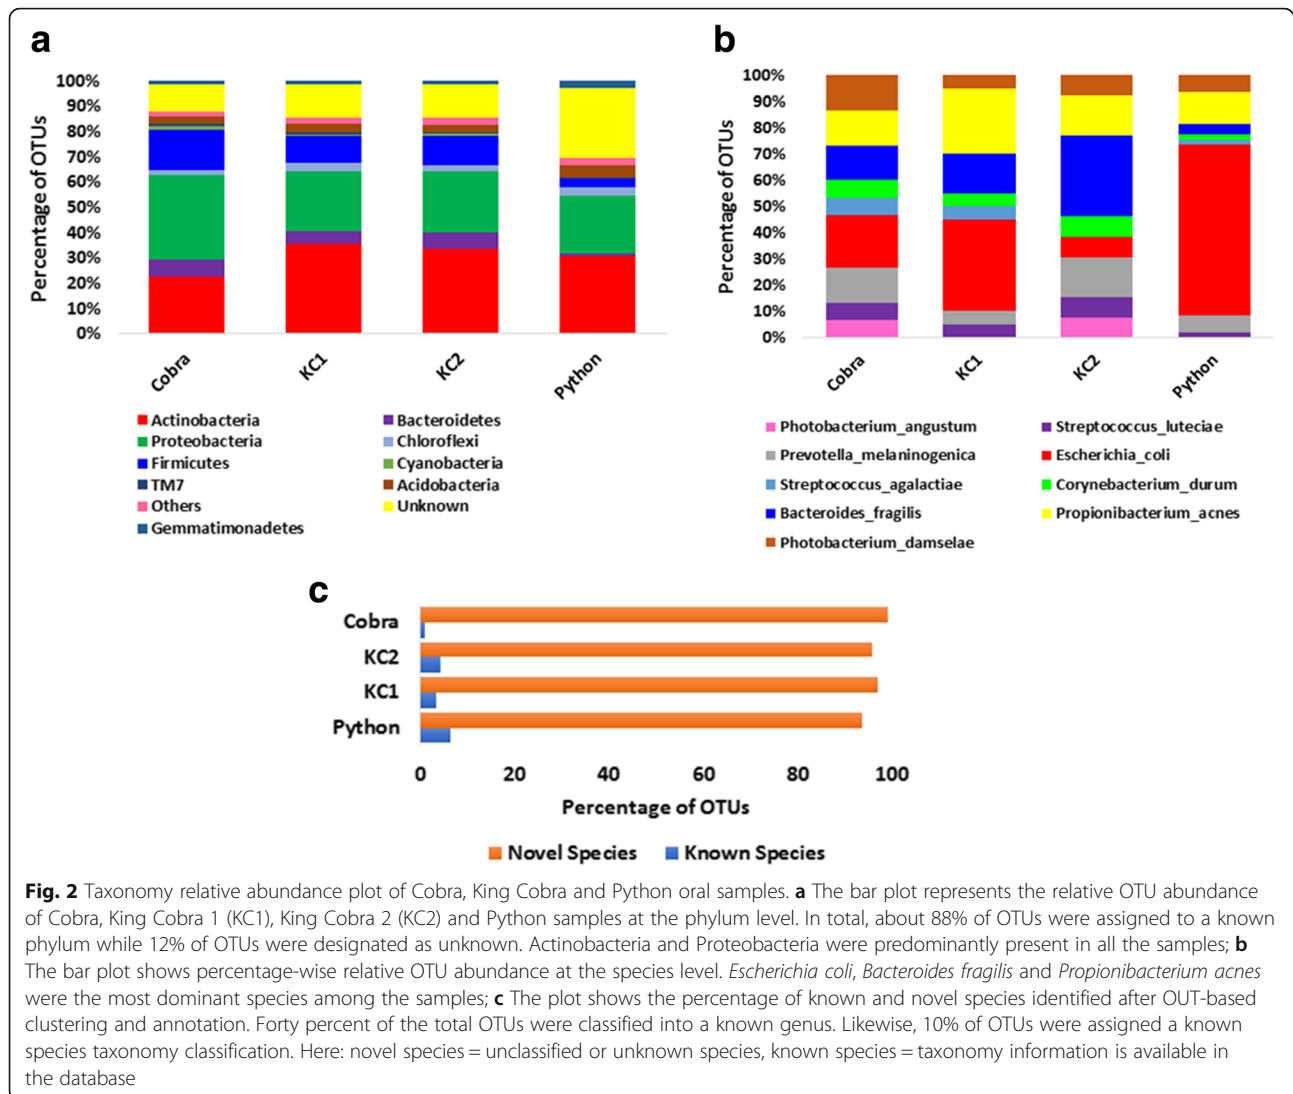 a
100%
90%
80%
70%
60%
50%
40%
30%
20%
10%
0%
Percentage of OTUs
Cobra
KC1
KC2
Python
Actinobacteria
Bacteroidetes
Proteobacteria
Chloroflexi
Firmicutes
Cyanobacteria
TM7
Acidobacteria
Others
Unknown
Gemmatimonadetes
b
100%
90%
80%
70%
60%
50%
40%
30%
20%
10%
0%
Percentage of OTUs
Cobra
KC1
KC2
Python
Photobacterium_angustum
Streptococcus_luteciae
Prevotella_melaninogenica
Escherichia_coli
Streptococcus_agalactiae
Corynebacterium_durum
Bacteroides_fragilis
Propionibacterium_acnes
Photobacterium_damselae
c
Cobra
KC2
KC1
Python
0 20 40 60 80 100
Percentage of OTUs
Novel Species Known Species
Fig. 2 Taxonomy relative abundance plot of Cobra, King Cobra and Python oral samples. a The bar plot represents the relative OTU abundance
of Cobra, King Cobra 1 (KC1), King Cobra 2 (KC2) and Python samples at the phylum level. In total, about 88% of OTUs were assigned to a known
phylum while 12% of OTUs were designated as unknown. Actinobacteria and Proteobacteria were predominantly present in all the samples; b
The bar plot shows percentage-wise relative OTU abundance at the species level. Escherichia coli, Bacteroides fragilis and Propionibacterium acnes
were the most dominant species among the samples; c The plot shows the percentage of known and novel species identified after OUT-based
clustering and annotation. Forty percent of the total OTUs were classified into a known genus. Likewise, 10% of OTUs were assigned a known
species taxonomy classification. Here: novel species = unclassified or unknown species, known species = taxonomy information is available in
the database